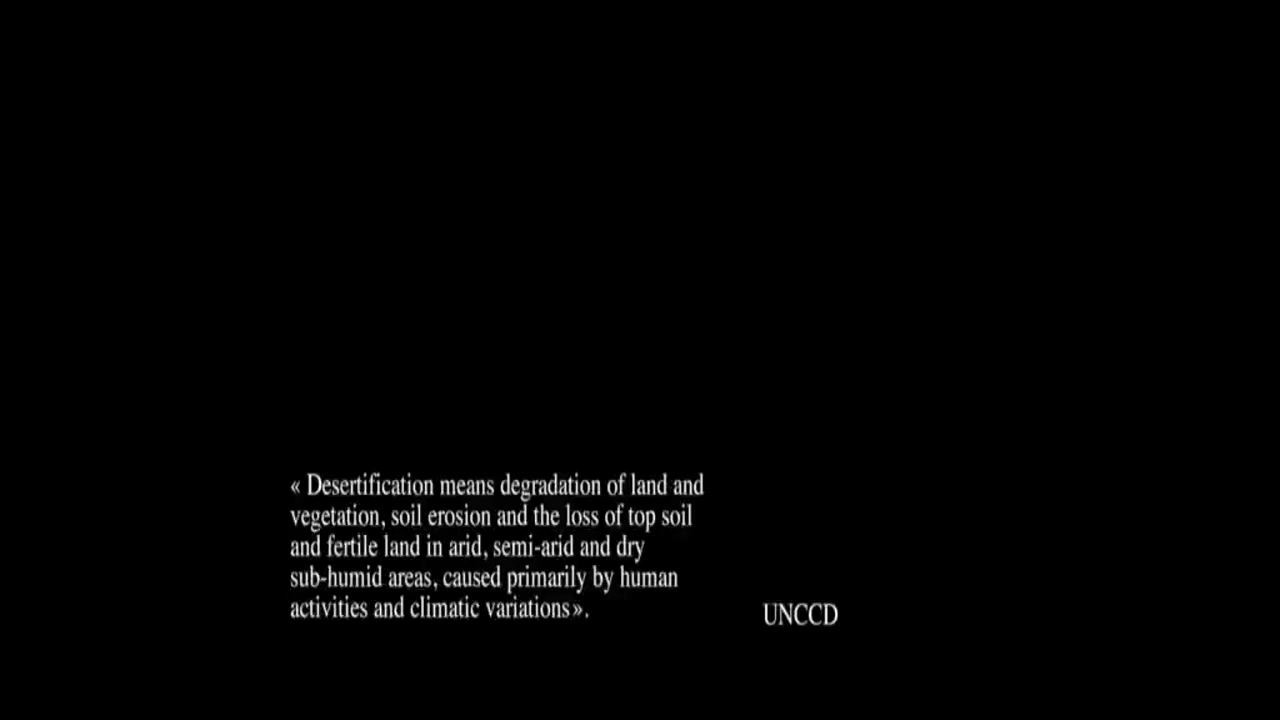 « Desertification means degradation of land and
vegetation, soil erosion and the loss of top soil
and fertile land in arid, semi-arid and dry
sub-humid areas, caused primarily by human
activities and climatic variations».
UNCCD